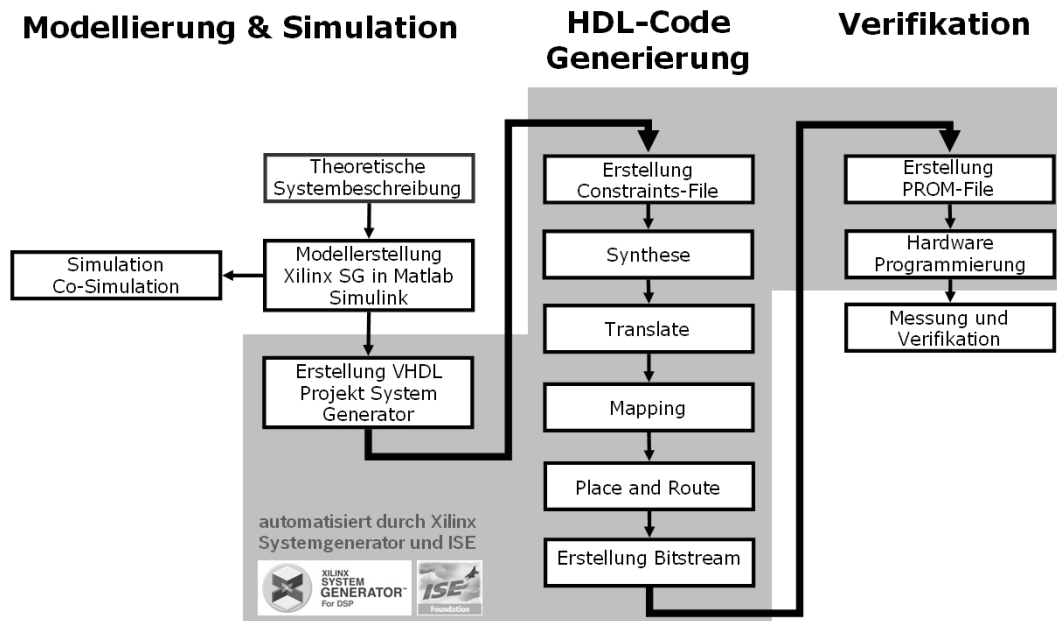 Modellierung & Simulation
HDL-Code
Generierung
Verifikation
Theoretische
Systembeschreibung
Modellerstellung
Xilinx SG in Matlab
Simulink
Simulation
Co-Simulation
Erstellung VHDL
Projekt System
Generator
automatisiert durch Xilinx
Systemgenerator und ISE
XILINX
SYSTEM
GENERATOR™
For DSP
ISE
Foundation
Erstellung
Constraints-File
Synthese
Translate
Mapping
Place and Route
Erstellung Bitstream
Erstellung
PROM-File
Hardware
Programmierung
Messung und
Verifikation